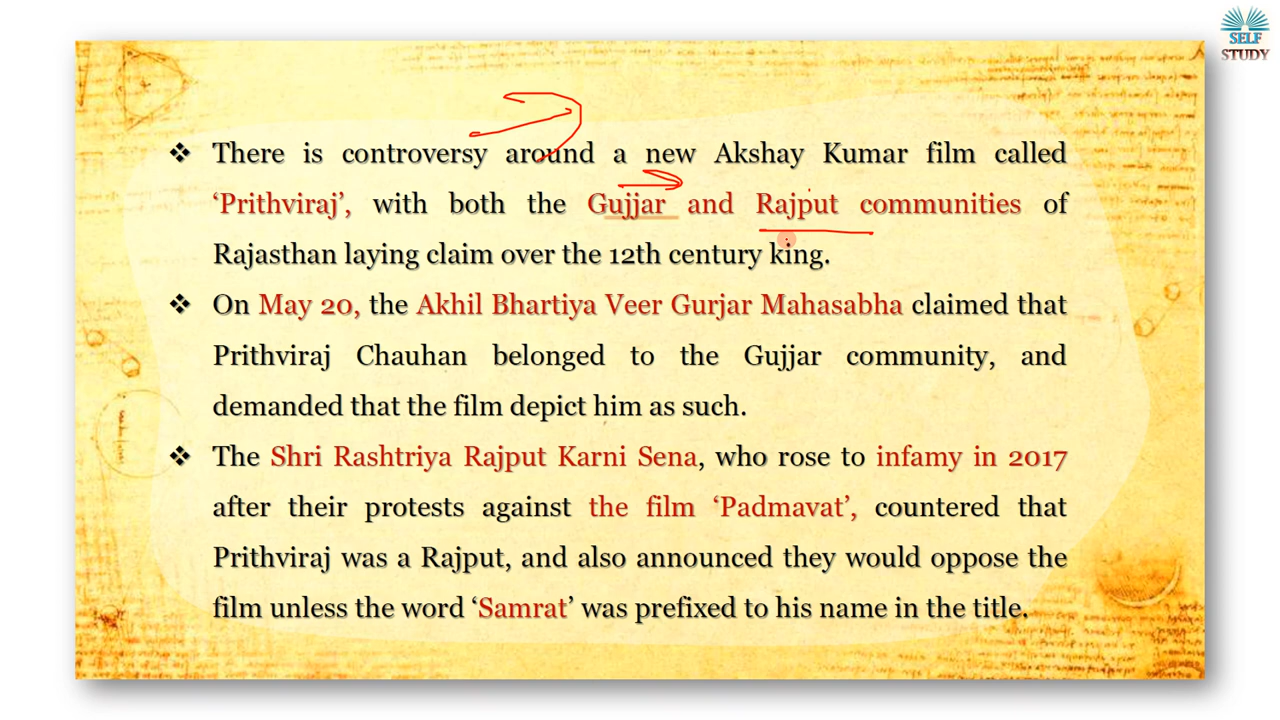 SELF
STUDY
❖ There is controversy around a new Akshay Kumar film called
‘Prithviraj’, with both the Gujjar and Rajput communities of
Rajasthan laying claim over the 12th century king.
❖ On May 20, the Akhil Bhartiya Veer Gurjar Mahasabha claimed that
Prithviraj Chauhan belonged to the Gujjar community, and
demanded that the film depict him as such.
❖ The Shri Rashtriya Rajput Karni Sena, who rose to infamy in 2017
after their protests against the film ‘Padmavat’, countered that
Prithviraj was a Rajput, and also announced they would oppose the
film unless the word ‘Samrat’ was prefixed to his name in the title.